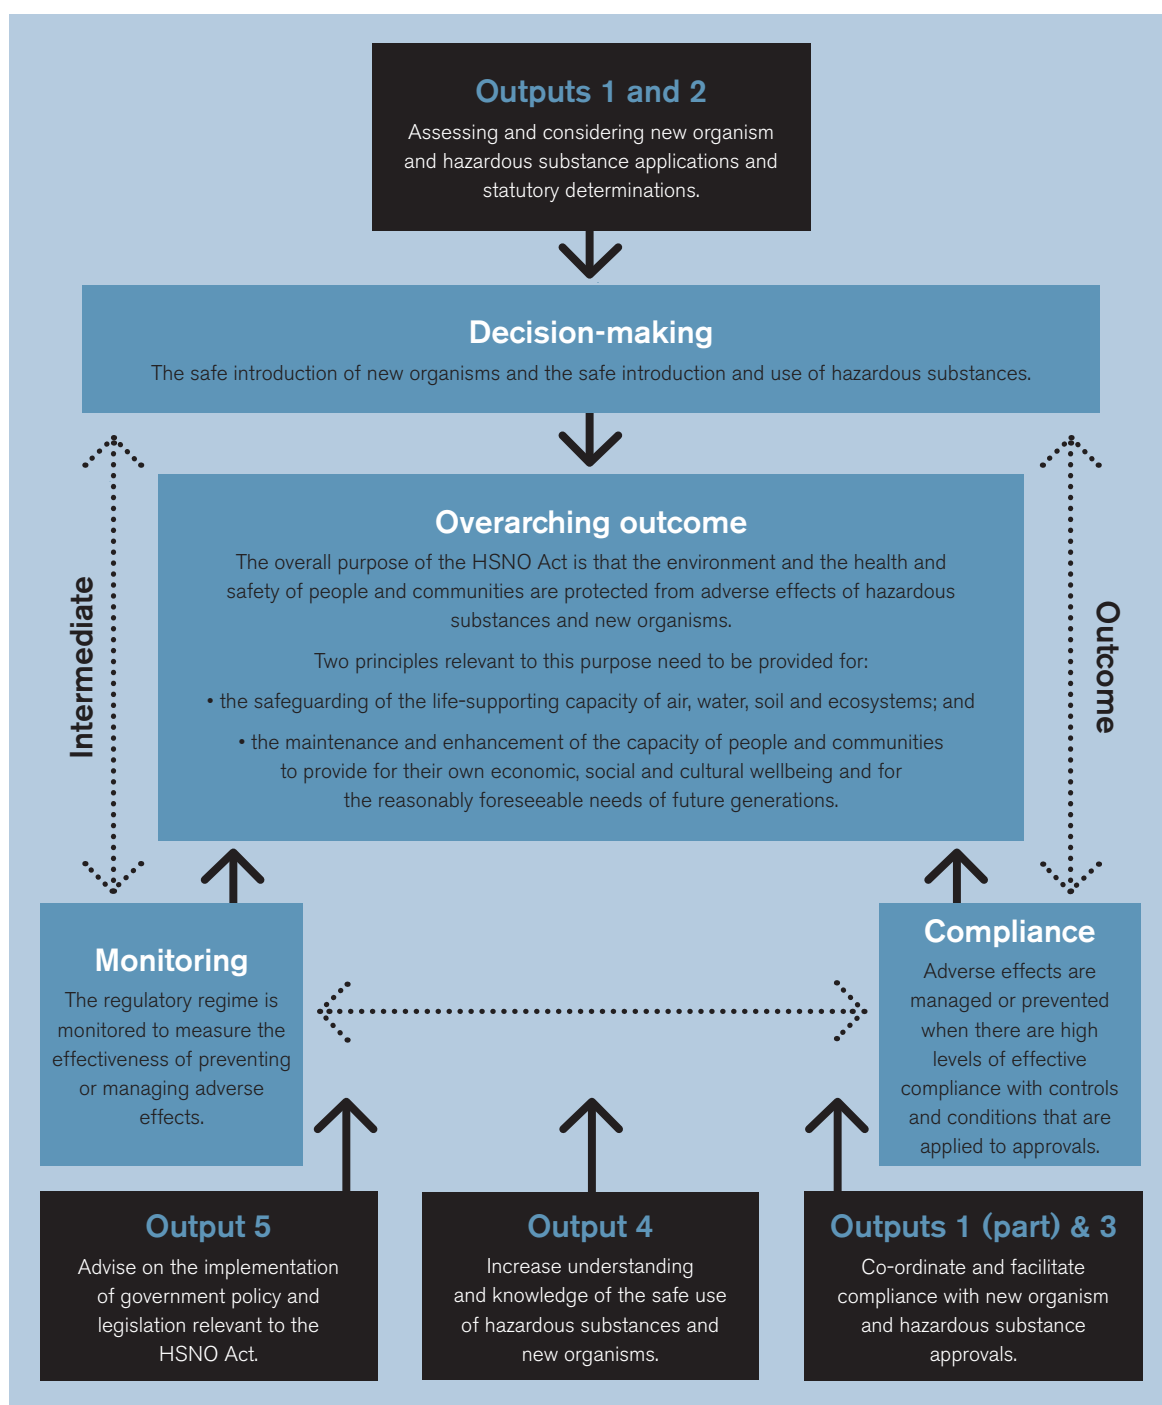 Outputs 1 and 2
Assessing and considering new organism
and hazardous substance applications and
statutory determinations.
Decision-making
The safe introduction of new organisms and the safe introduction and use of hazardous substances.
Intermediate
Overarching outcome
The overall purpose of the HSNO Act is that the environment and the health and
safety of people and communities are protected from adverse effects of hazardous
substances and new organisms.
Two principles relevant to this purpose need to be provided for:
• the safeguarding of the life-supporting capacity of air, water, soil and ecosystems; and
• the maintenance and enhancement of the capacity of people and communities
to provide for their own economic, social and cultural wellbeing and for
the reasonably foreseeable needs of future generations.
Outcome
Monitoring
The regulatory regime is
monitored to measure the
effectiveness of preventing
or managing adverse
effects.
Compliance
Adverse effects are
managed or prevented
when there are high
levels of effective
compliance with controls
and conditions that are
applied to approvals.
Output 5
Advise on the implementation
of government policy and
legislation relevant to the
HSNO Act.
Output 4
Increase understanding
and knowledge of the safe use
of hazardous substances and
new organisms.
Outputs 1 (part) & 3
Co-ordinate and facilitate
compliance with new organism
and hazardous substance
approvals.